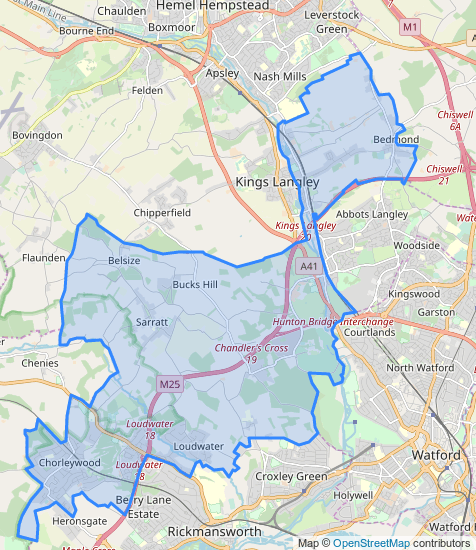 Hemel Hempstead
St Main Line
Chaulden
Leverstock
Green
Boxmoor
Bourne End
M1
Apsley
Nash Mills
Felden
Chiswell
6A
Bovingdon
Bedmond
Kings Langley
Chiswell
21
Chipperfield
Abbots Langley
Kings Langley
20
Woodside
Flaunden
Belsize
A41
Bucks Hill
Kingswood
Garston
Sarratt
Hunton Bridge Interchange
Courtlands
Chandler's Cross
19
Chenies
North Watford
M25
Loudwater
18
Loudwater
Watford
Chorleywood
Loudwater
18
Croxley Green
Holywell
Berry Lane
Estate
Heronsgate
Rickmansworth
Watford
Maple Cross
Map © OpenStreetMap contributors